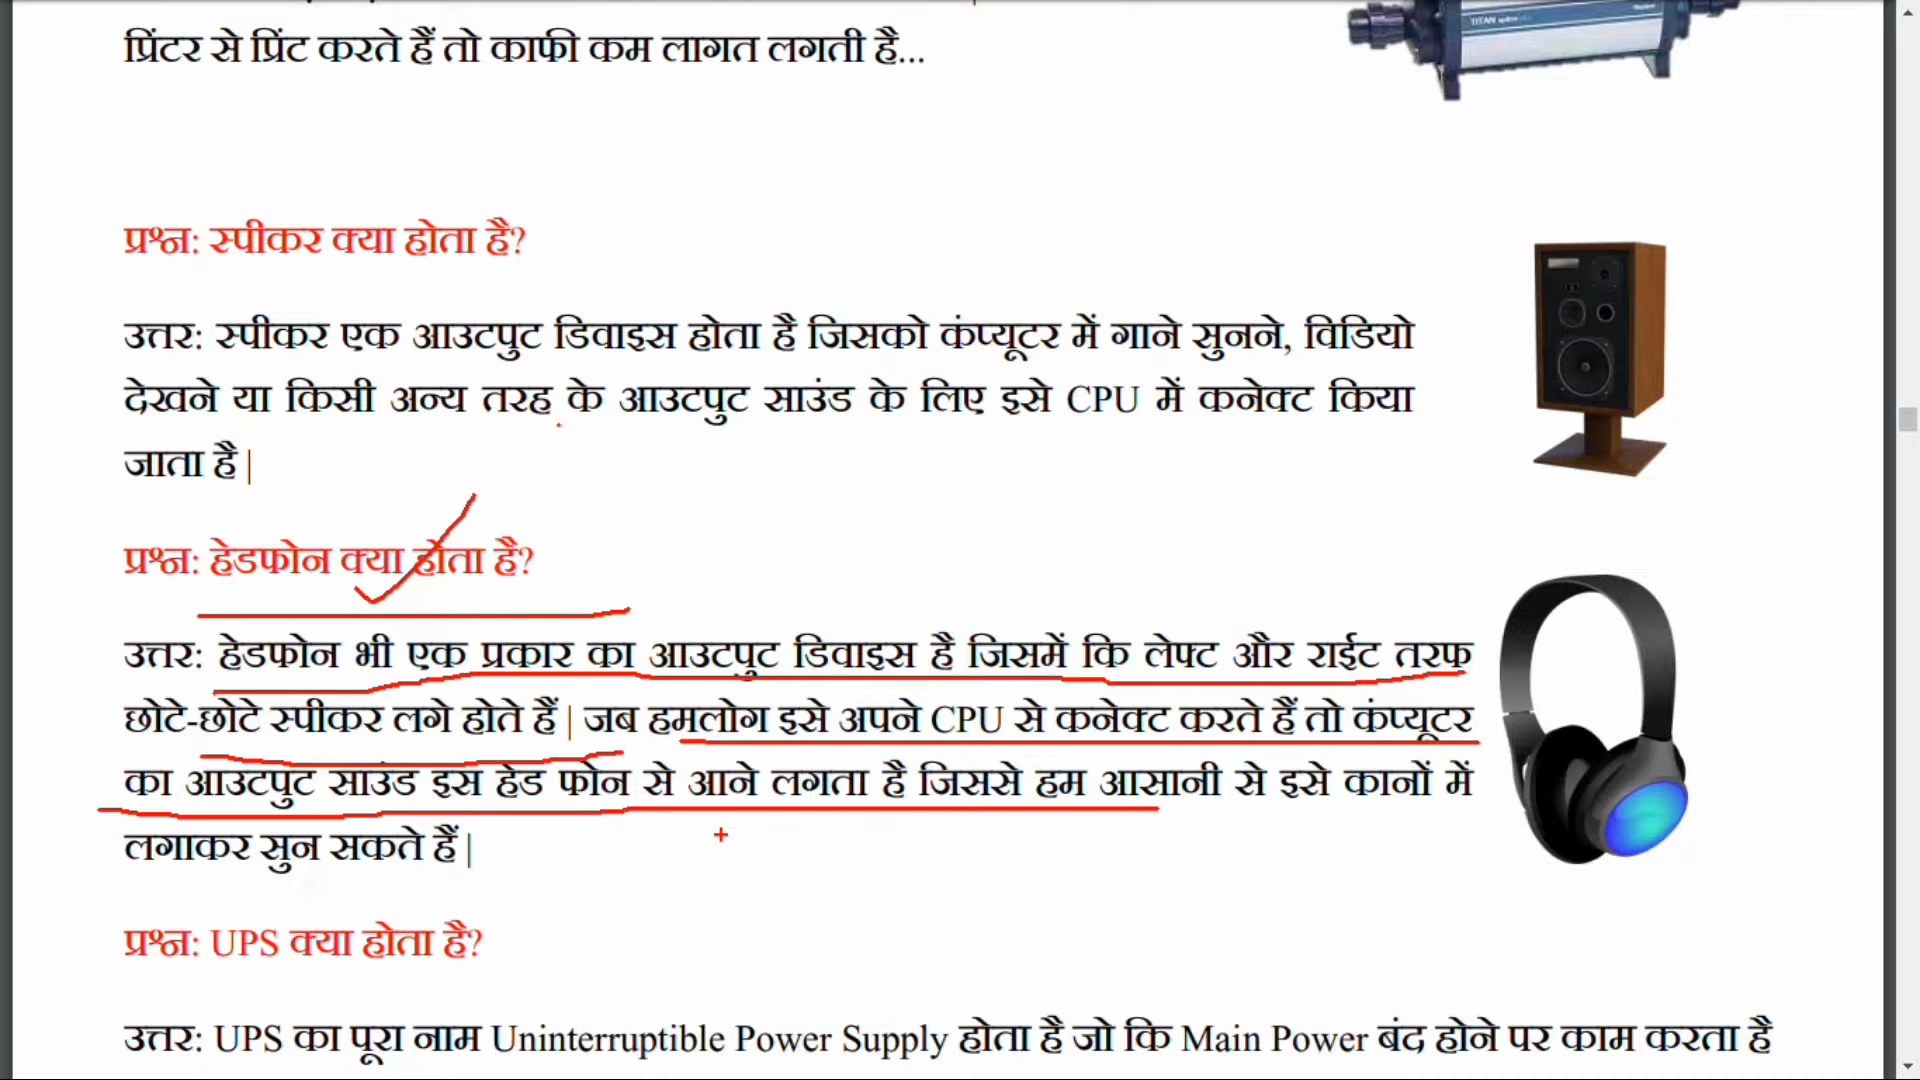 TITAN
प्रिंटर से प्रिंट करते हैं तो काफी कम लागत लगती है...
प्रश्न: स्पीकर क्या होता है?
उत्तर: स्पीकर एक आउटपुट डिवाइस होता है जिसको कंप्यूटर में गाने सुनने, विडियो
देखने या किसी अन्य तरह के आउटपुट साउंड के लिए इसे CPU में कनेक्ट किया
जाता है |
प्रश्न: हेडफोन क्या होता है?
उत्तर: हेडफोन भी एक प्रकार का आउटपुट डिवाइस है जिसमें कि लेफ्ट और राईट तरफ
छोटे-छोटे स्पीकर लगे होते हैं | जब हमलोग इसे अपने CPU से कनेक्ट करते हैं तो कंप्यूटर
का आउटपुट साउंड इस हेड फोन से आने लगता है जिससे हम आसानी से इसे कानों में
लगाकर सुन सकते हैं |
प्रश्न: UPS क्या होता है?
उत्तर: UPS का पूरा नाम Uninterruptible Power Supply होता है जो कि Main Power बंद होने पर काम करता है